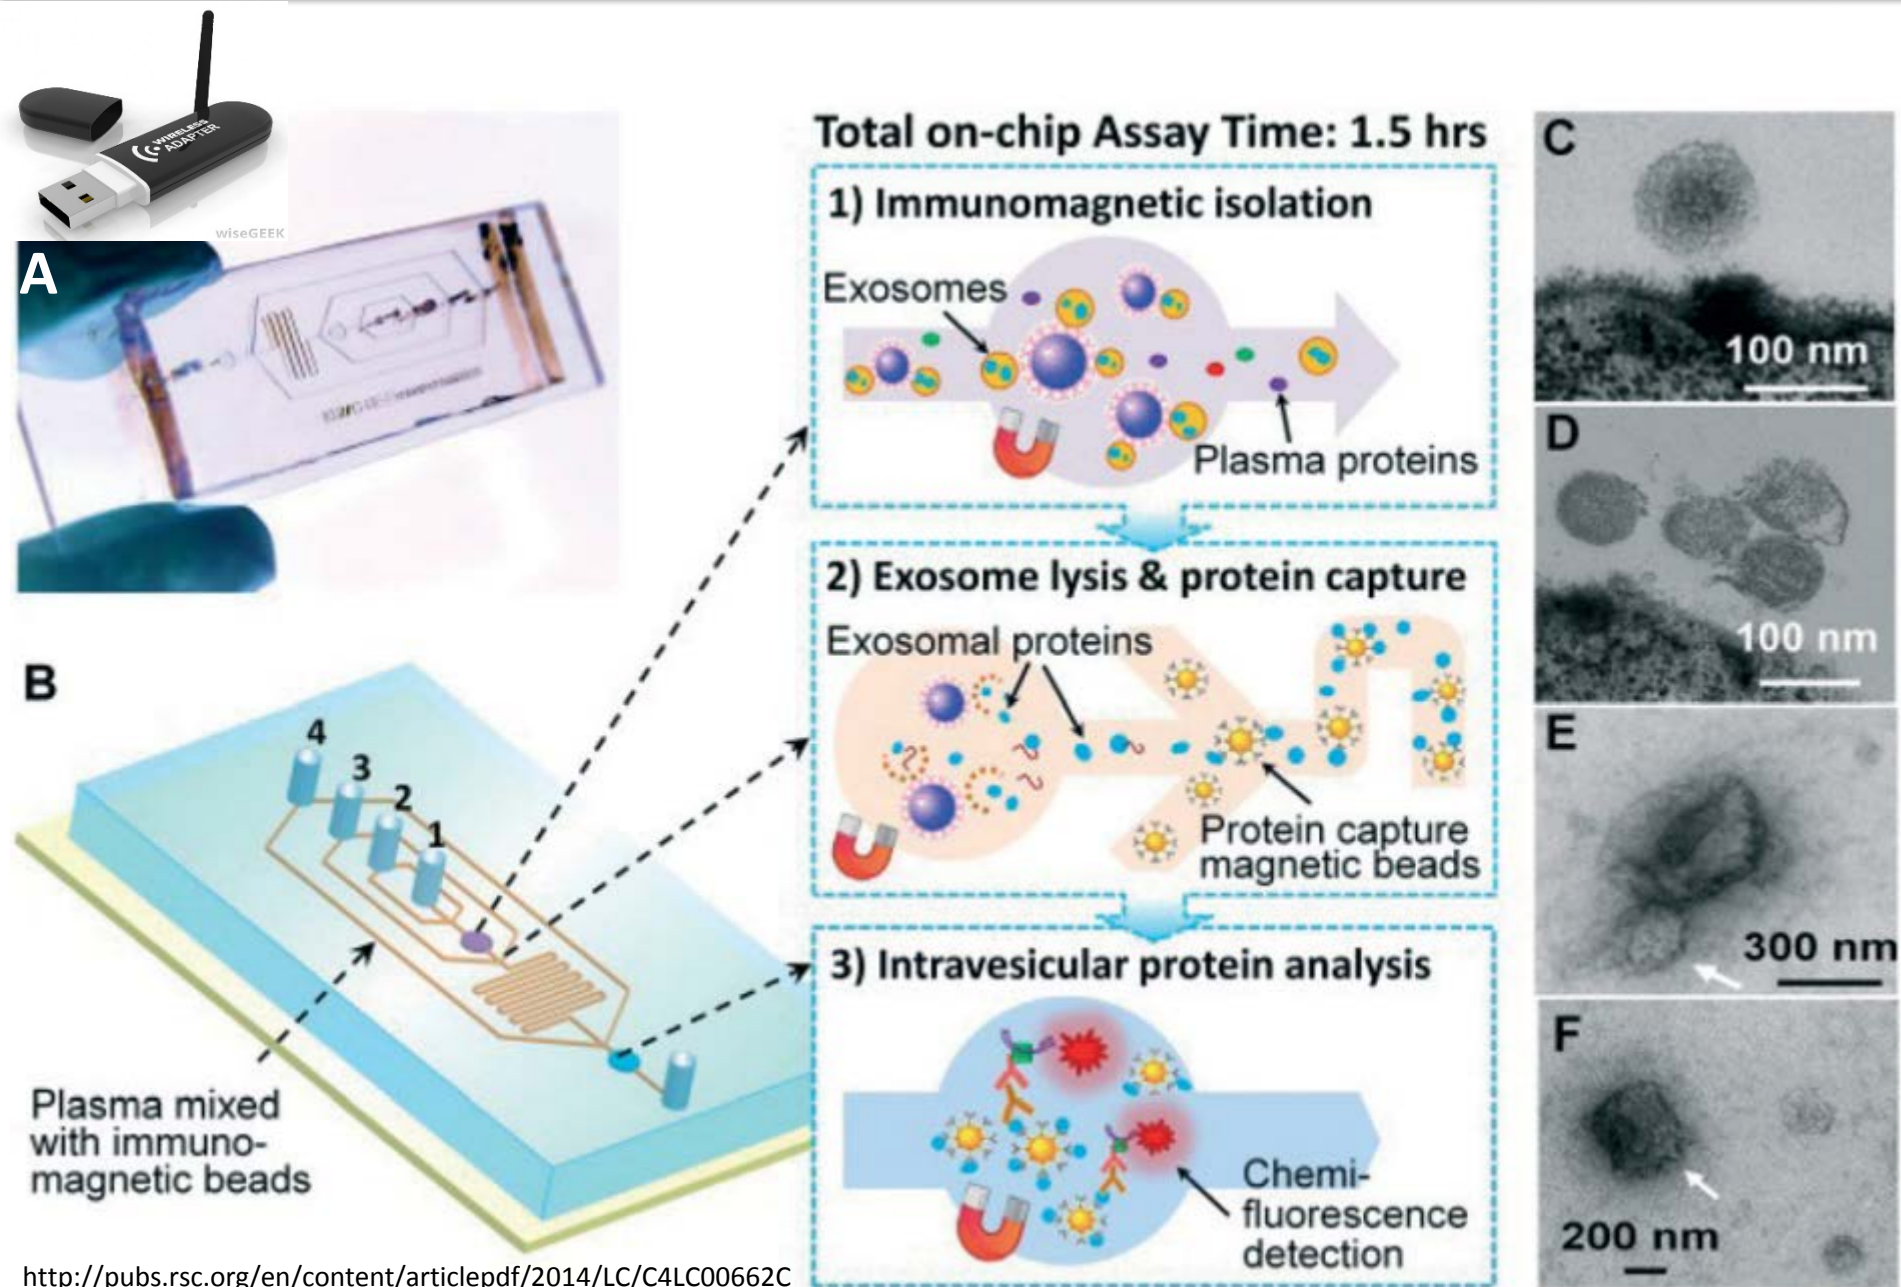 WIRELESS
ADAPTER
wiseGEEK
A
B
4
3
2
1
Plasma mixed
with immuno-
magnetic beads
http://pubs.rsc.org/en/content/articlepdf/2014/LC/C4LC00662C
Total on-chip Assay Time: 1.5 hrs
1) Immunomagnetic isolation
Exosomes
Plasma proteins
2) Exosome lysis & protein capture
Exosomal proteins
Protein capture
magnetic beads
3) Intravesicular protein analysis
Chemi-
fluorescence
detection
C
100 nm
D
100 nm
E
300 nm
F
200 nm